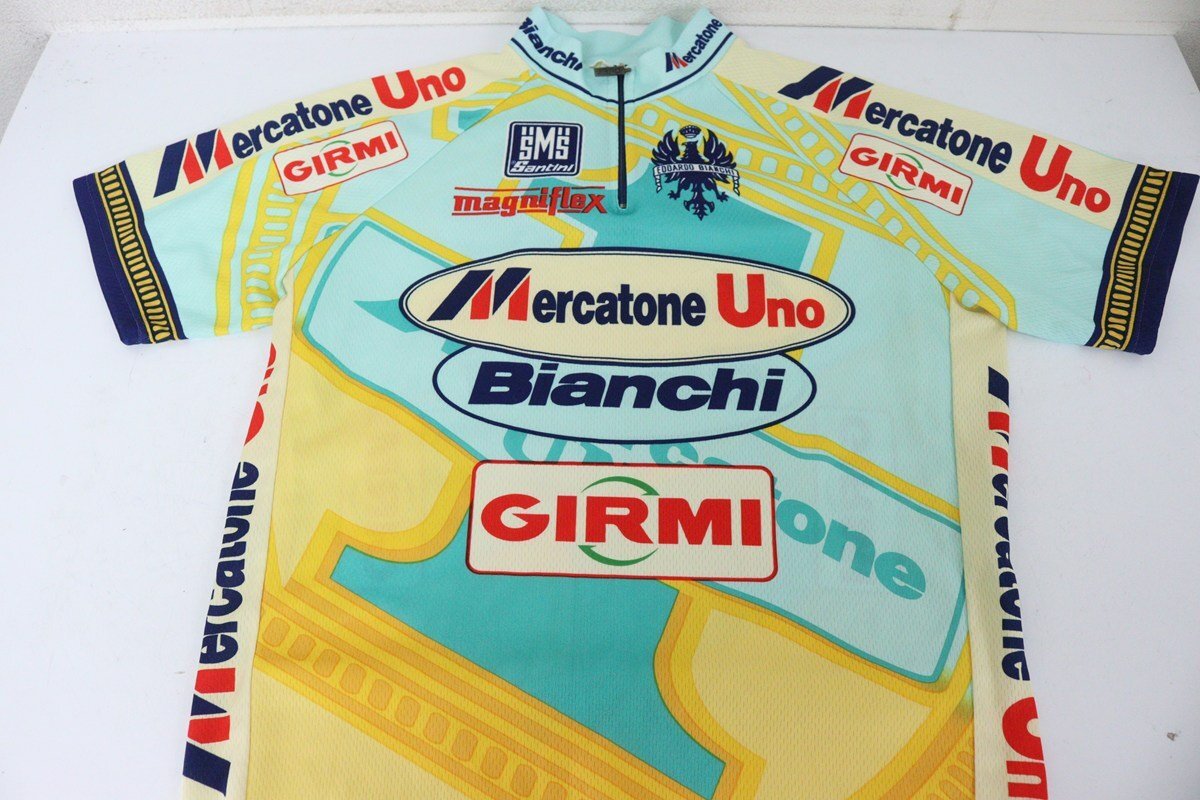 Bianchi
Mercatone
Mercatone Uno
GIRMI
SMS
Santini
magniflex
EDOARDO BIANCHI
Mercatone Uno
GIRMI
Mercatone Uno
Bianchi
GIRMI
one
Mercatone
Mercatone